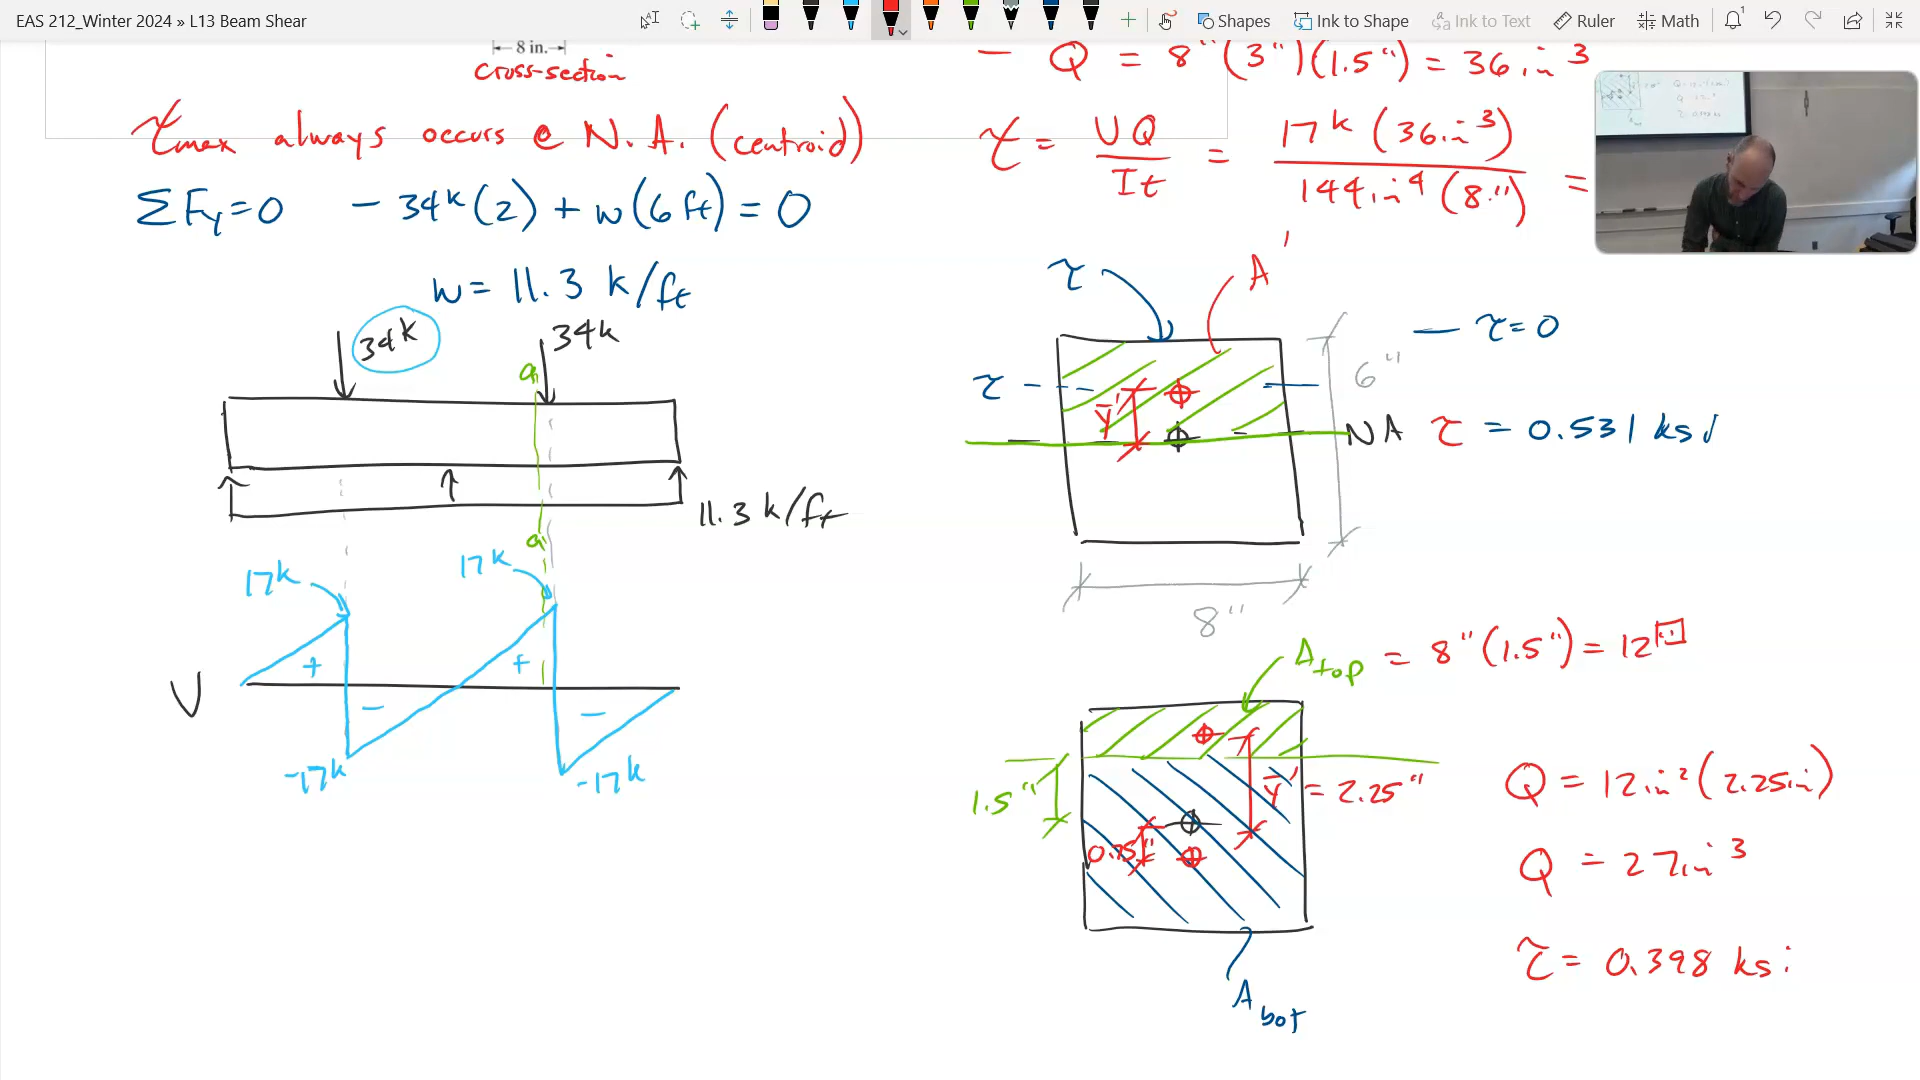 EAS 212_Winter 2024 » L13 Beam Shear
Shapes
Ink to Shape
Ink to Text
Ruler
Math
8 in.
cross-section
Q = 8"(3")(1.5") = 36in³
τmax always occurs @ N.A. (centroid)
τ = VQ / It = 17k (36in³) / 144in⁴ (8") =
ΣFy=0 - 34k(2) + w(6ft) = 0
w = 11.3 k/ft
34k
34k
a
a
11.3 k/ft
17k
17k
+
+
V
-
-
-17k
-17k
τ
A'
τ=0
6"
τ
ȳ'
NA τ = 0.531 ksi
8"
Atop = 8"(1.5") = 12
1.5"
ȳ' = 2.25"
0.75"
Q = 12in²(2.25in)
Q = 27in³
τ = 0.398 ksi
Abot